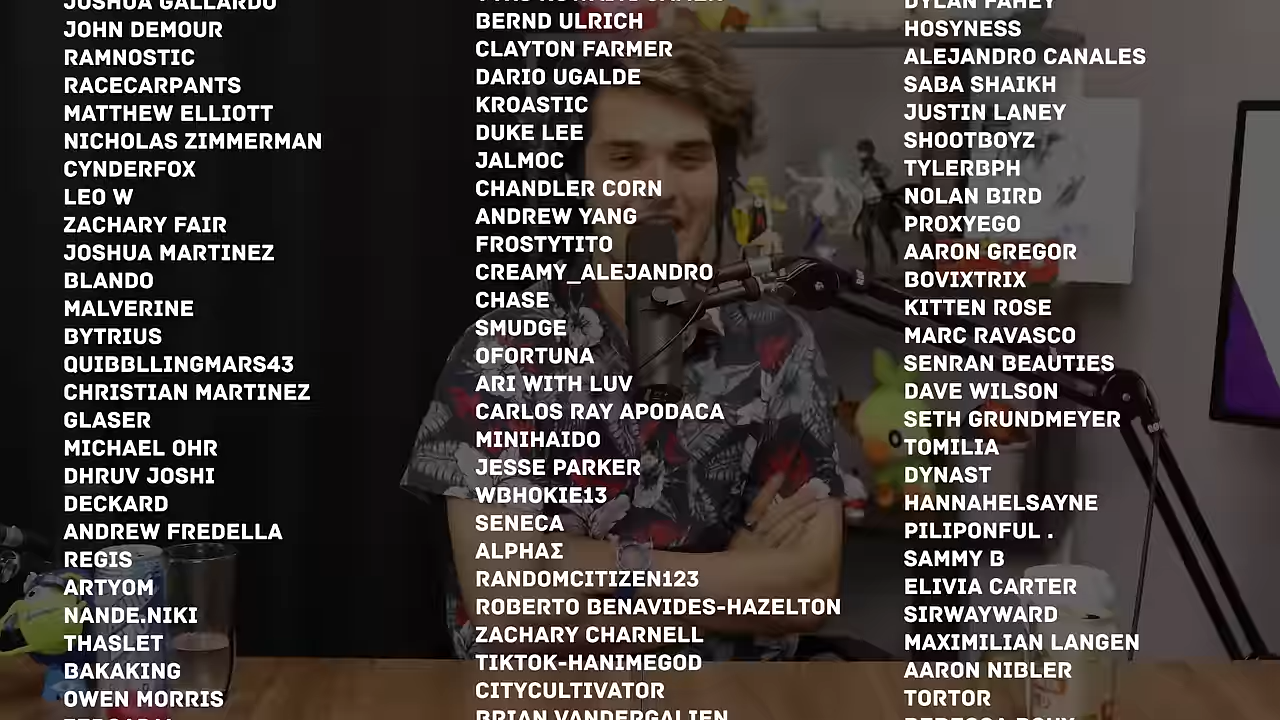 JOSHUA GALLARDO
JOHN DEMOUR
RAMNOSTIC
RACECARPANTS
MATTHEW ELLIOTT
NICHOLAS ZIMMERMAN
CYNDERFOX
LEO W
ZACHARY FAIR
JOSHUA MARTINEZ
BLANDO
MALVERINE
BYTRIUS
QUIBBLLINGMARS43
CHRISTIAN MARTINEZ
GLASER
MICHAEL OHR
DHRUV JOSHI
DECKARD
ANDREW FREDELLA
REGIS
ARTYOM
NANDE.NIKI
THASLET
BAKAKING
OWEN MORRIS
BERND ULRICH
CLAYTON FARMER
DARIO UGALDE
KROASTIC
DUKE LEE
JALMOC
CHANDLER CORN
ANDREW YANG
FROSTYTITO
CREAMY_ALEJANDRO
CHASE
SMUDGE
OFORTUNA
ARI WITH LUV
CARLOS RAY APODACA
MINIHAIDO
JESSE PARKER
WBHOKIE13
SENECA
ALPHAΣ
RANDOMCITIZEN123
ROBERTO BENAVIDES-HAZELTON
ZACHARY CHARNELL
TIKTOK-HANIMEGOD
CITYCULTIVATOR
BRIAN VANDERGALIEN
DYLAN FAHEY
HOSYNESS
ALEJANDRO CANALES
SABA SHAIKH
JUSTIN LANEY
SHOOTBOYZ
TYLERBPH
NOLAN BIRD
PROXYEGO
AARON GREGOR
BOVIXTRIX
KITTEN ROSE
MARC RAVASCO
SENRAN BEAUTIES
DAVE WILSON
SETH GRUNDMEYER
TOMILIA
DYNAST
HANNAHELSAYNE
PILIPONFUL .
SAMMY B
ELIVIA CARTER
SIRWAYWARD
MAXIMILIAN LANGEN
AARON NIBLER
TORTOR